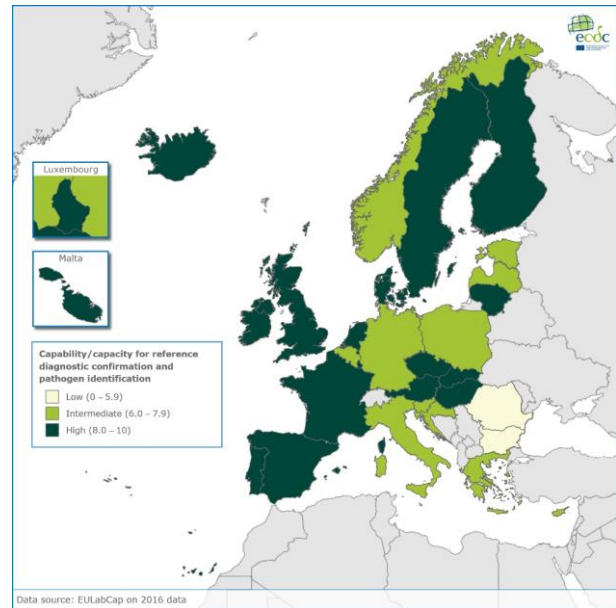 ecdc
Luxembourg
Malta
Capability/capacity for reference
diagnostic confirmation and
pathogen identification
Low (0 – 5.9)
Intermediate (6.0 – 7.9)
High (8.0 – 10)
Data source: EULabCap on 2016 data